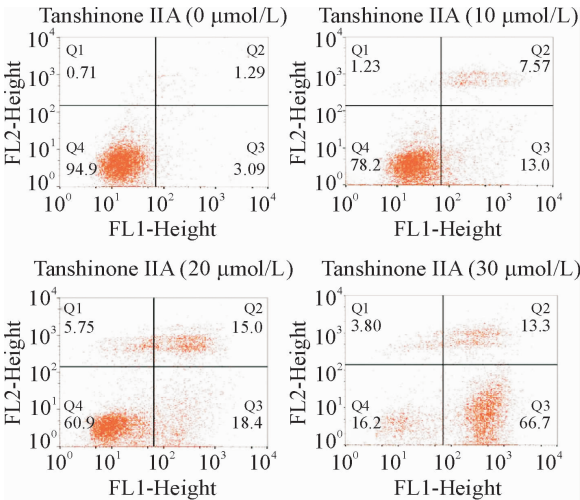 Tanshinone IIA (0 μmol/L)
10⁴
10³
10²
10¹
10⁰
FL2-Height
Q1
0.71
Q2
1.29
Q4
94.9
Q3
3.09
10⁰ 10¹ 10² 10³ 10⁴
FL1-Height
Tanshinone IIA (10 μmol/L)
10⁴
10³
10²
10¹
10⁰
FL2-Height
Q1
1.23
Q2
7.57
Q4
78.2
Q3
13.0
10⁰ 10¹ 10² 10³ 10⁴
FL1-Height
Tanshinone IIA (20 μmol/L)
10⁴
10³
10²
10¹
10⁰
FL2-Height
Q1
5.75
Q2
15.0
Q4
60.9
Q3
18.4
10⁰ 10¹ 10² 10³ 10⁴
FL1-Height
Tanshinone IIA (30 μmol/L)
10⁴
10³
10²
10¹
10⁰
FL2-Height
Q1
3.80
Q2
13.3
Q4
16.2
Q3
66.7
10⁰ 10¹ 10² 10³ 10⁴
FL1-Height